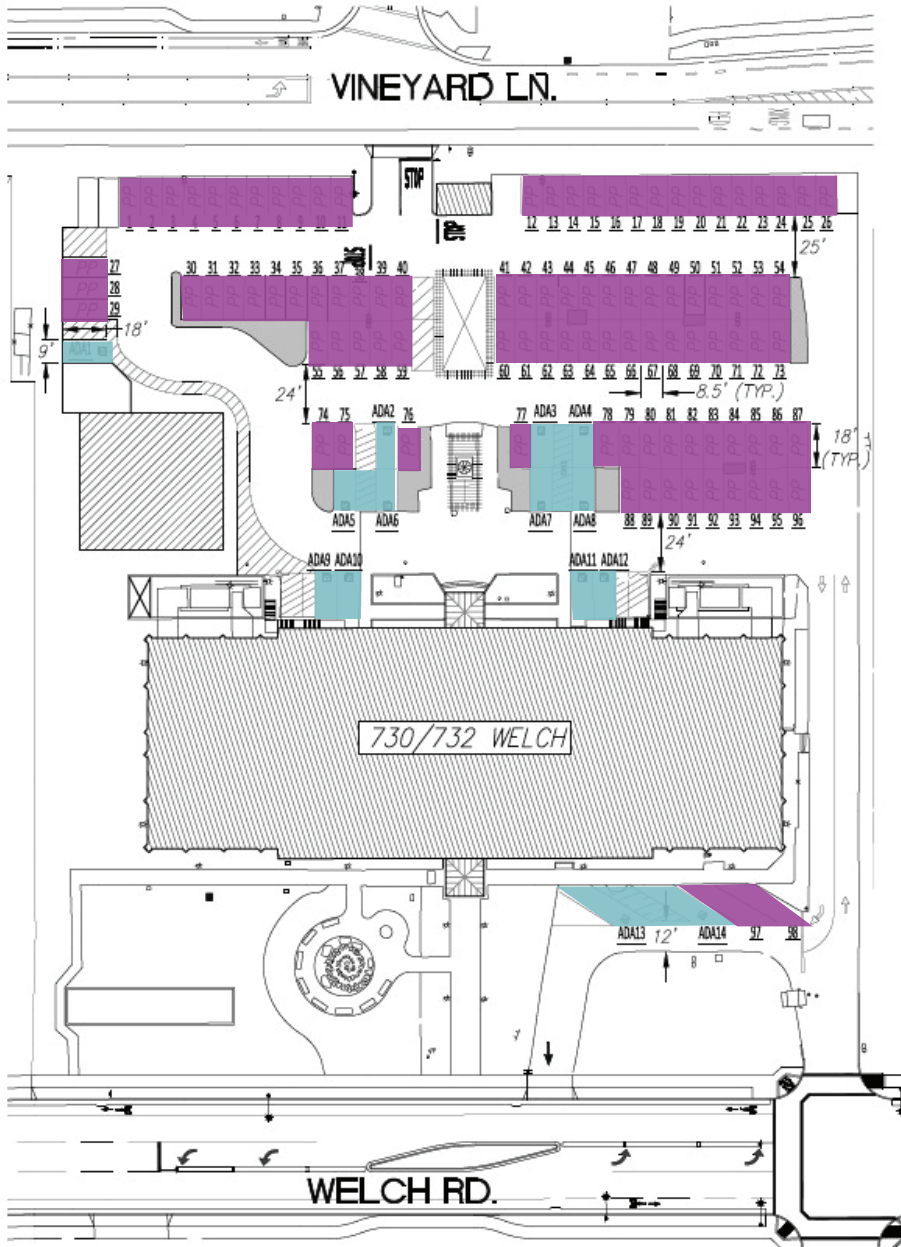 VINEYARD LN.
STOP
1 2 3 4 5 6 7 8 9 10 11
12 13 14 15 16 17 18 19 20 21 22 23 24 25 26
25'
27
28
29
18'
9'
ADA1
30 31 32 33 34 35 36 37 38 39 40
41 42 43 44 45 46 47 48 49 50 51 52 53 54
55 56 57 58 59
60 61 62 63 64 65 66 67 68 69 70 71 72 73
8.5' (TYP.)
24'
74 75 ADA2 76
77 ADA3 ADA4 78 79 80 81 82 83 84 85 86 87
18'
(TYP.)
ADA5 ADA6
ADA7 ADA8 88 89 90 91 92 93 94 95 96
24'
ADA9 ADA10
ADA11 ADA12
730/732 WELCH
ADA13 12' ADA14 97 98
WELCH RD.